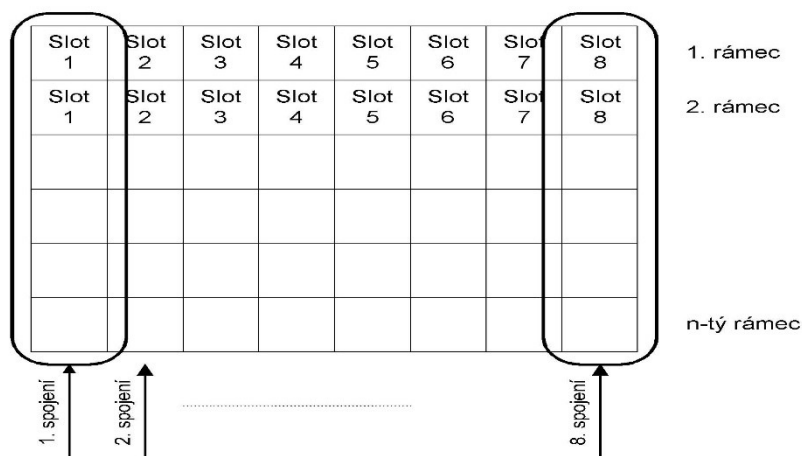 Slot 1 Slot 2 Slot 3 Slot 4 Slot 5 Slot 6 Slot 7 Slot 8 1. rámec
Slot 1 Slot 2 Slot 3 Slot 4 Slot 5 Slot 6 Slot 7 Slot 8 2. rámec
n-tý rámec
1. spojení
2. spojení
8. spojení